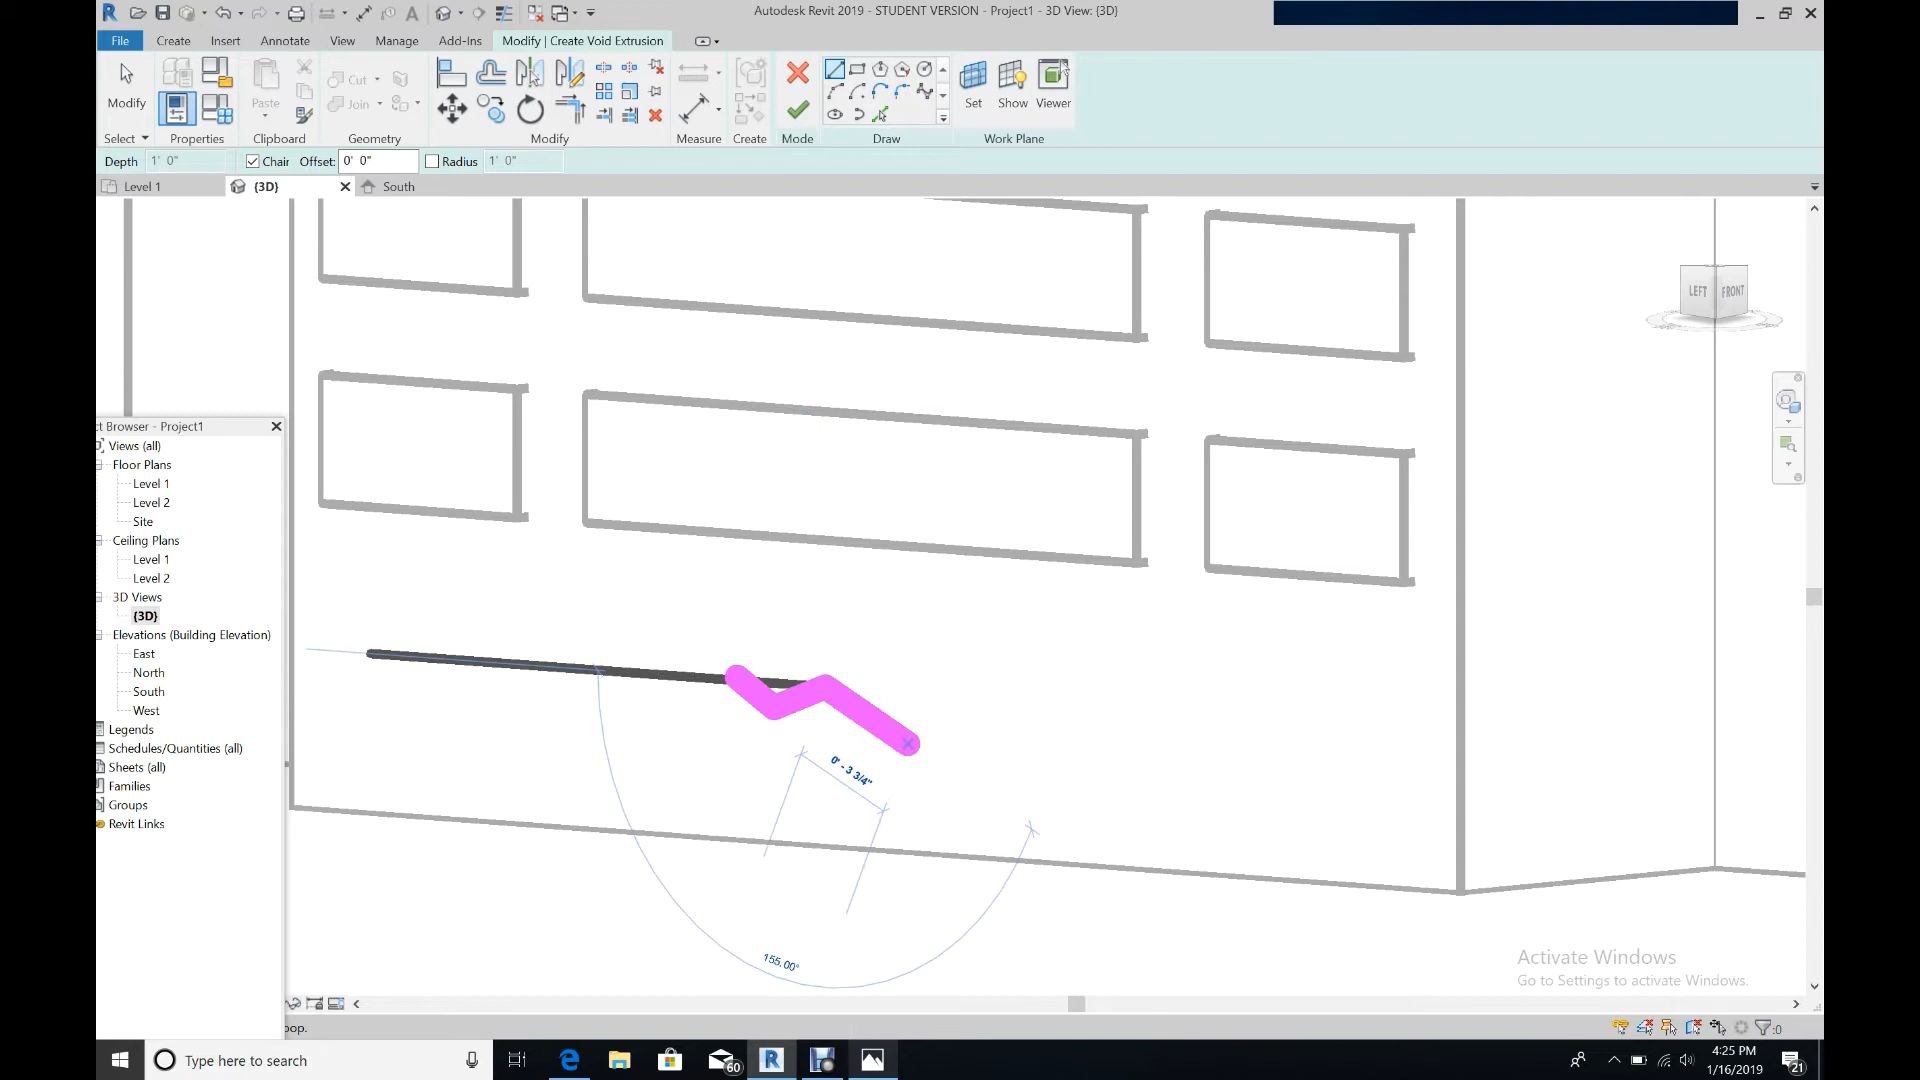 Autodesk Revit 2019 - STUDENT VERSION - Project1 - 3D View: {3D}
File Create Insert Annotate View Manage Add-Ins Modify | Create Void Extrusion
Modify
Paste
Cut
Join
Set Show Viewer
Select Properties Clipboard Geometry Modify Measure Create Mode Draw Work Plane
Depth 1' 0" Chain Offset: 0' 0" Radius 1' 0"
Level 1 {3D} South
LEFT FRONT
ct Browser - Project1
Views (all)
Floor Plans
Level 1
Level 2
Site
Ceiling Plans
Level 1
Level 2
3D Views
{3D}
Elevations (Building Elevation)
East
North
South
West
Legends
Schedules/Quantities (all)
Sheets (all)
Families
Groups
Revit Links
0' - 3 3/4"
155.00°
Activate Windows
Go to Settings to activate Windows.
oop.
:0
Type here to search
60
4:25 PM
1/16/2019
21